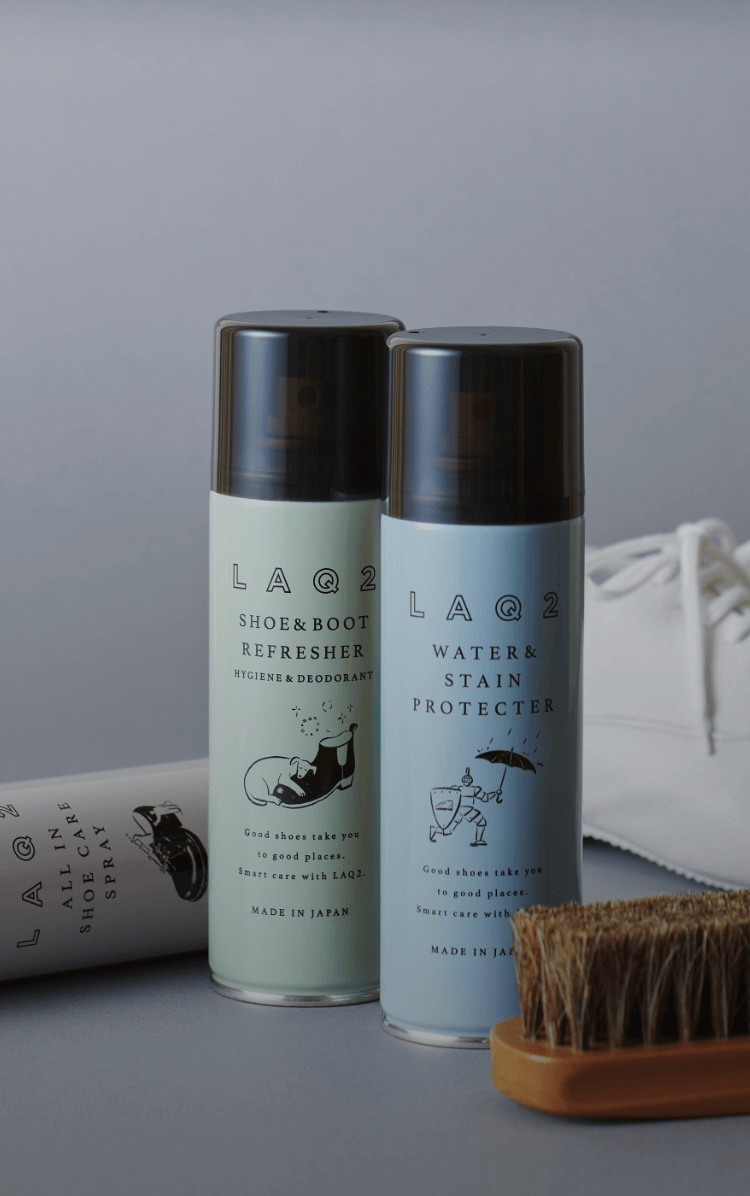 LAQ2
SHOE&BOOT
REFRESHER
HYGIENE & DEODORANT
Good shoes take you
to good places.
Smart care with LAQ2.
MADE IN JAPAN
LAQ2
WATER&
STAIN
PROTECTER
Good shoes take you
to good places.
Smart care with
MADE IN
LAQ2
ALL IN
SHOE CARE
SPRAY